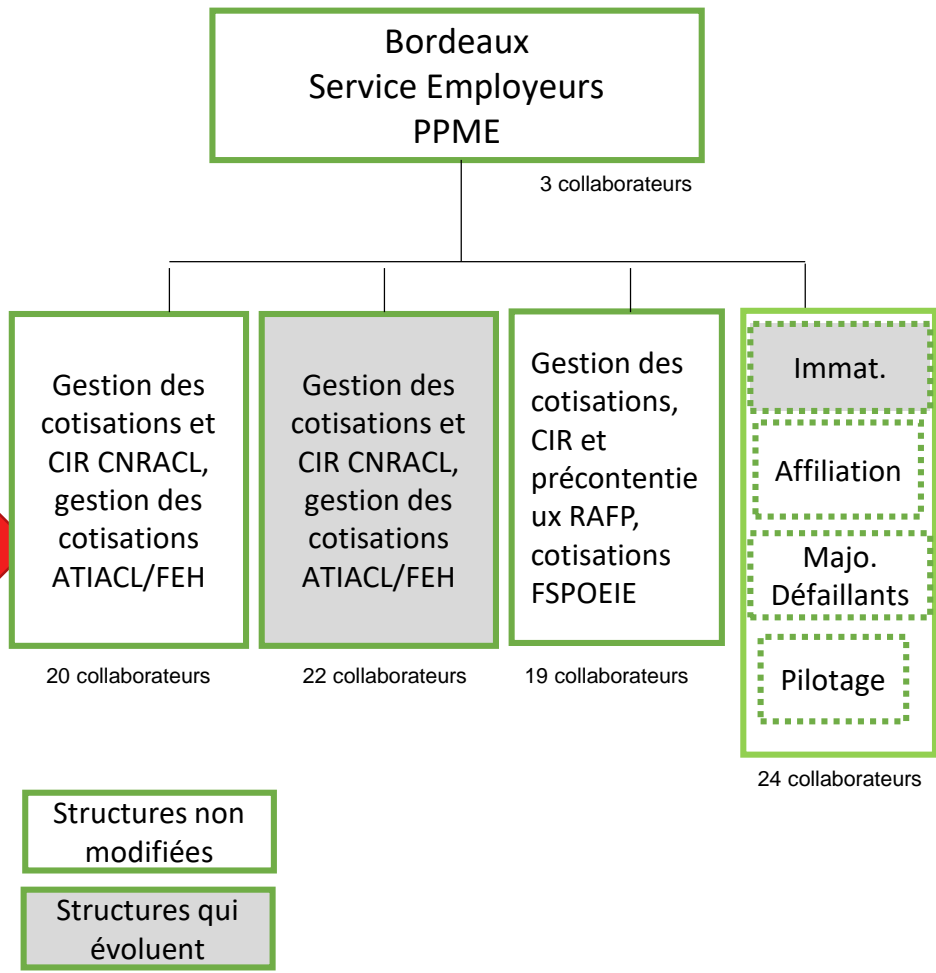 Bordeaux
Service Employeurs
PPME
3 collaborateurs
Gestion des
cotisations et
CIR CNRACL,
gestion des
cotisations
ATIACL/FEH
20 collaborateurs
Gestion des
cotisations et
CIR CNRACL,
gestion des
cotisations
ATIACL/FEH
22 collaborateurs
Gestion des
cotisations,
CIR et
précontentie
ux RAFP,
cotisations
FSPOEIE
19 collaborateurs
Immat.
Affiliation
Majo.
Défaillants
Pilotage
24 collaborateurs
Structures non
modifiées
Structures qui
évoluent